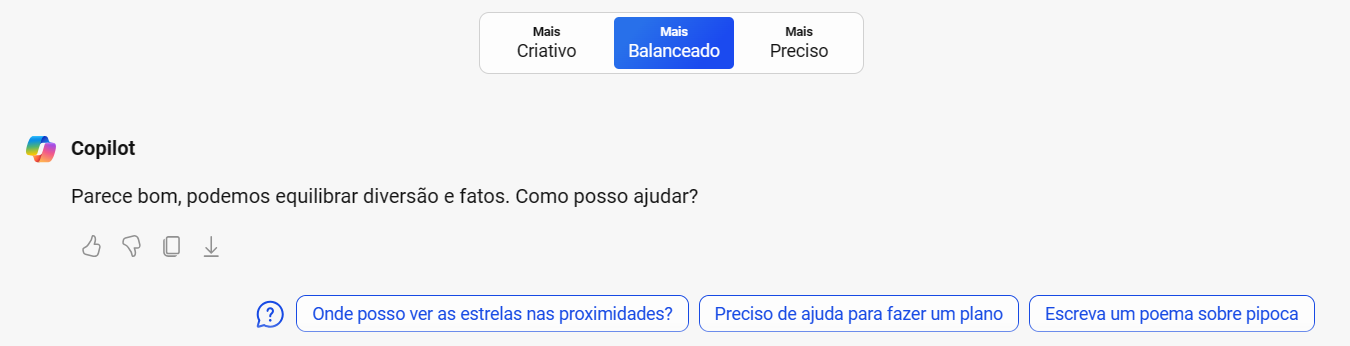 Mais
Criativo
Mais
Balanceado
Mais
Preciso
Copilot
Parece bom, podemos equilibrar diversão e fatos. Como posso ajudar?
Onde posso ver as estrelas nas proximidades?
Preciso de ajuda para fazer um plano
Escreva um poema sobre pipoca